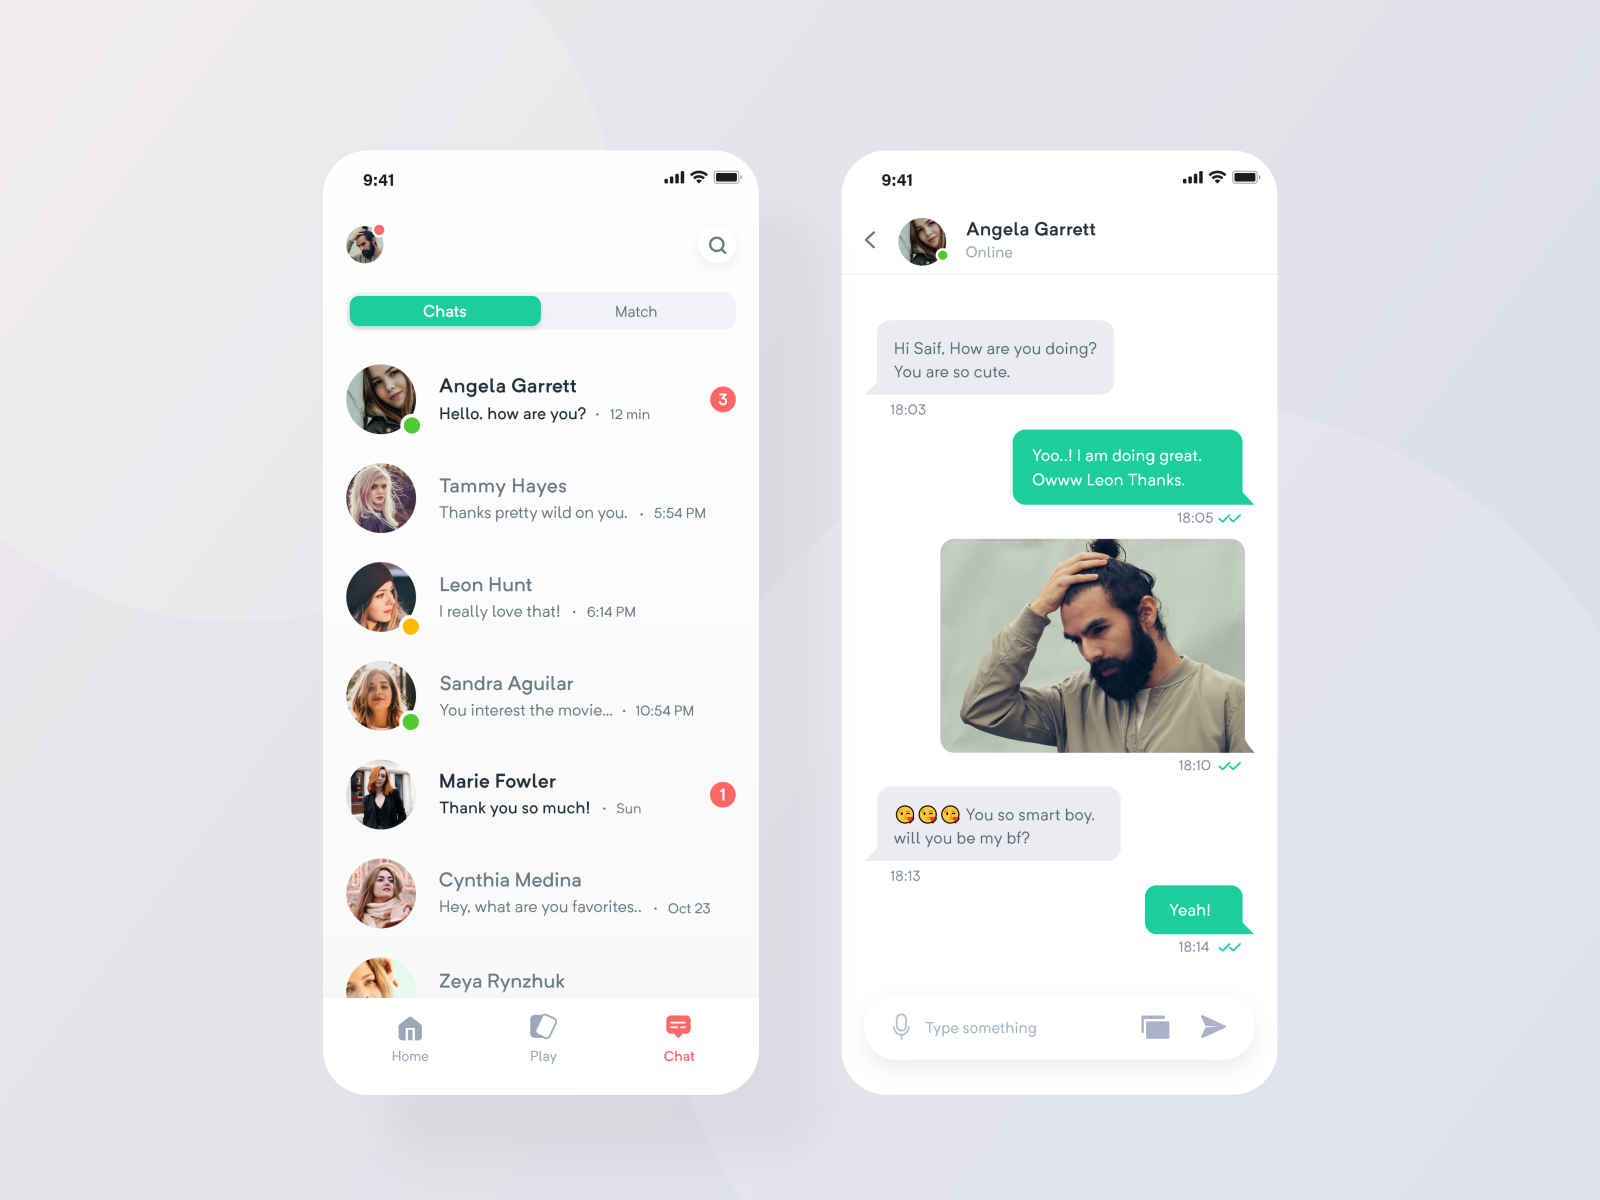 9:41
Chats
Match
Angela Garrett
Hello, how are you? · 12 min
3
Tammy Hayes
Thanks pretty wild on you. · 5:54 PM
Leon Hunt
I really love that! · 6:14 PM
Sandra Aguilar
You interest the movie... · 10:54 PM
Marie Fowler
Thank you so much! · Sun
1
Cynthia Medina
Hey, what are you favorites.. · Oct 23
Zeya Rynzhuk
Home
Play
Chat
9:41
Angela Garrett
Online
Hi Saif, How are you doing?
You are so cute.
18:03
Yoo..! I am doing great.
Owww Leon Thanks.
18:05
18:10
😘😘😘 You so smart boy.
will you be my bf?
18:13
Yeah!
18:14
Type something